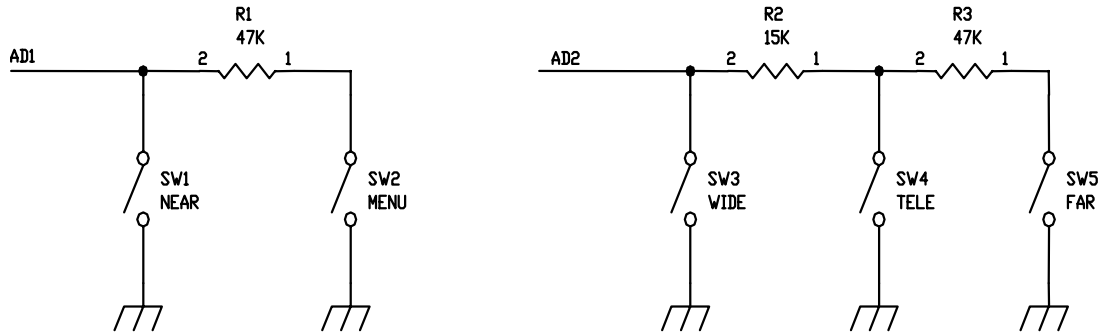 R1
47K
AD1
2
1
SW1
NEAR
SW2
MENU
R2
15K
R3
47K
AD2
2
1
2
1
SW3
WIDE
SW4
TELE
SW5
FAR